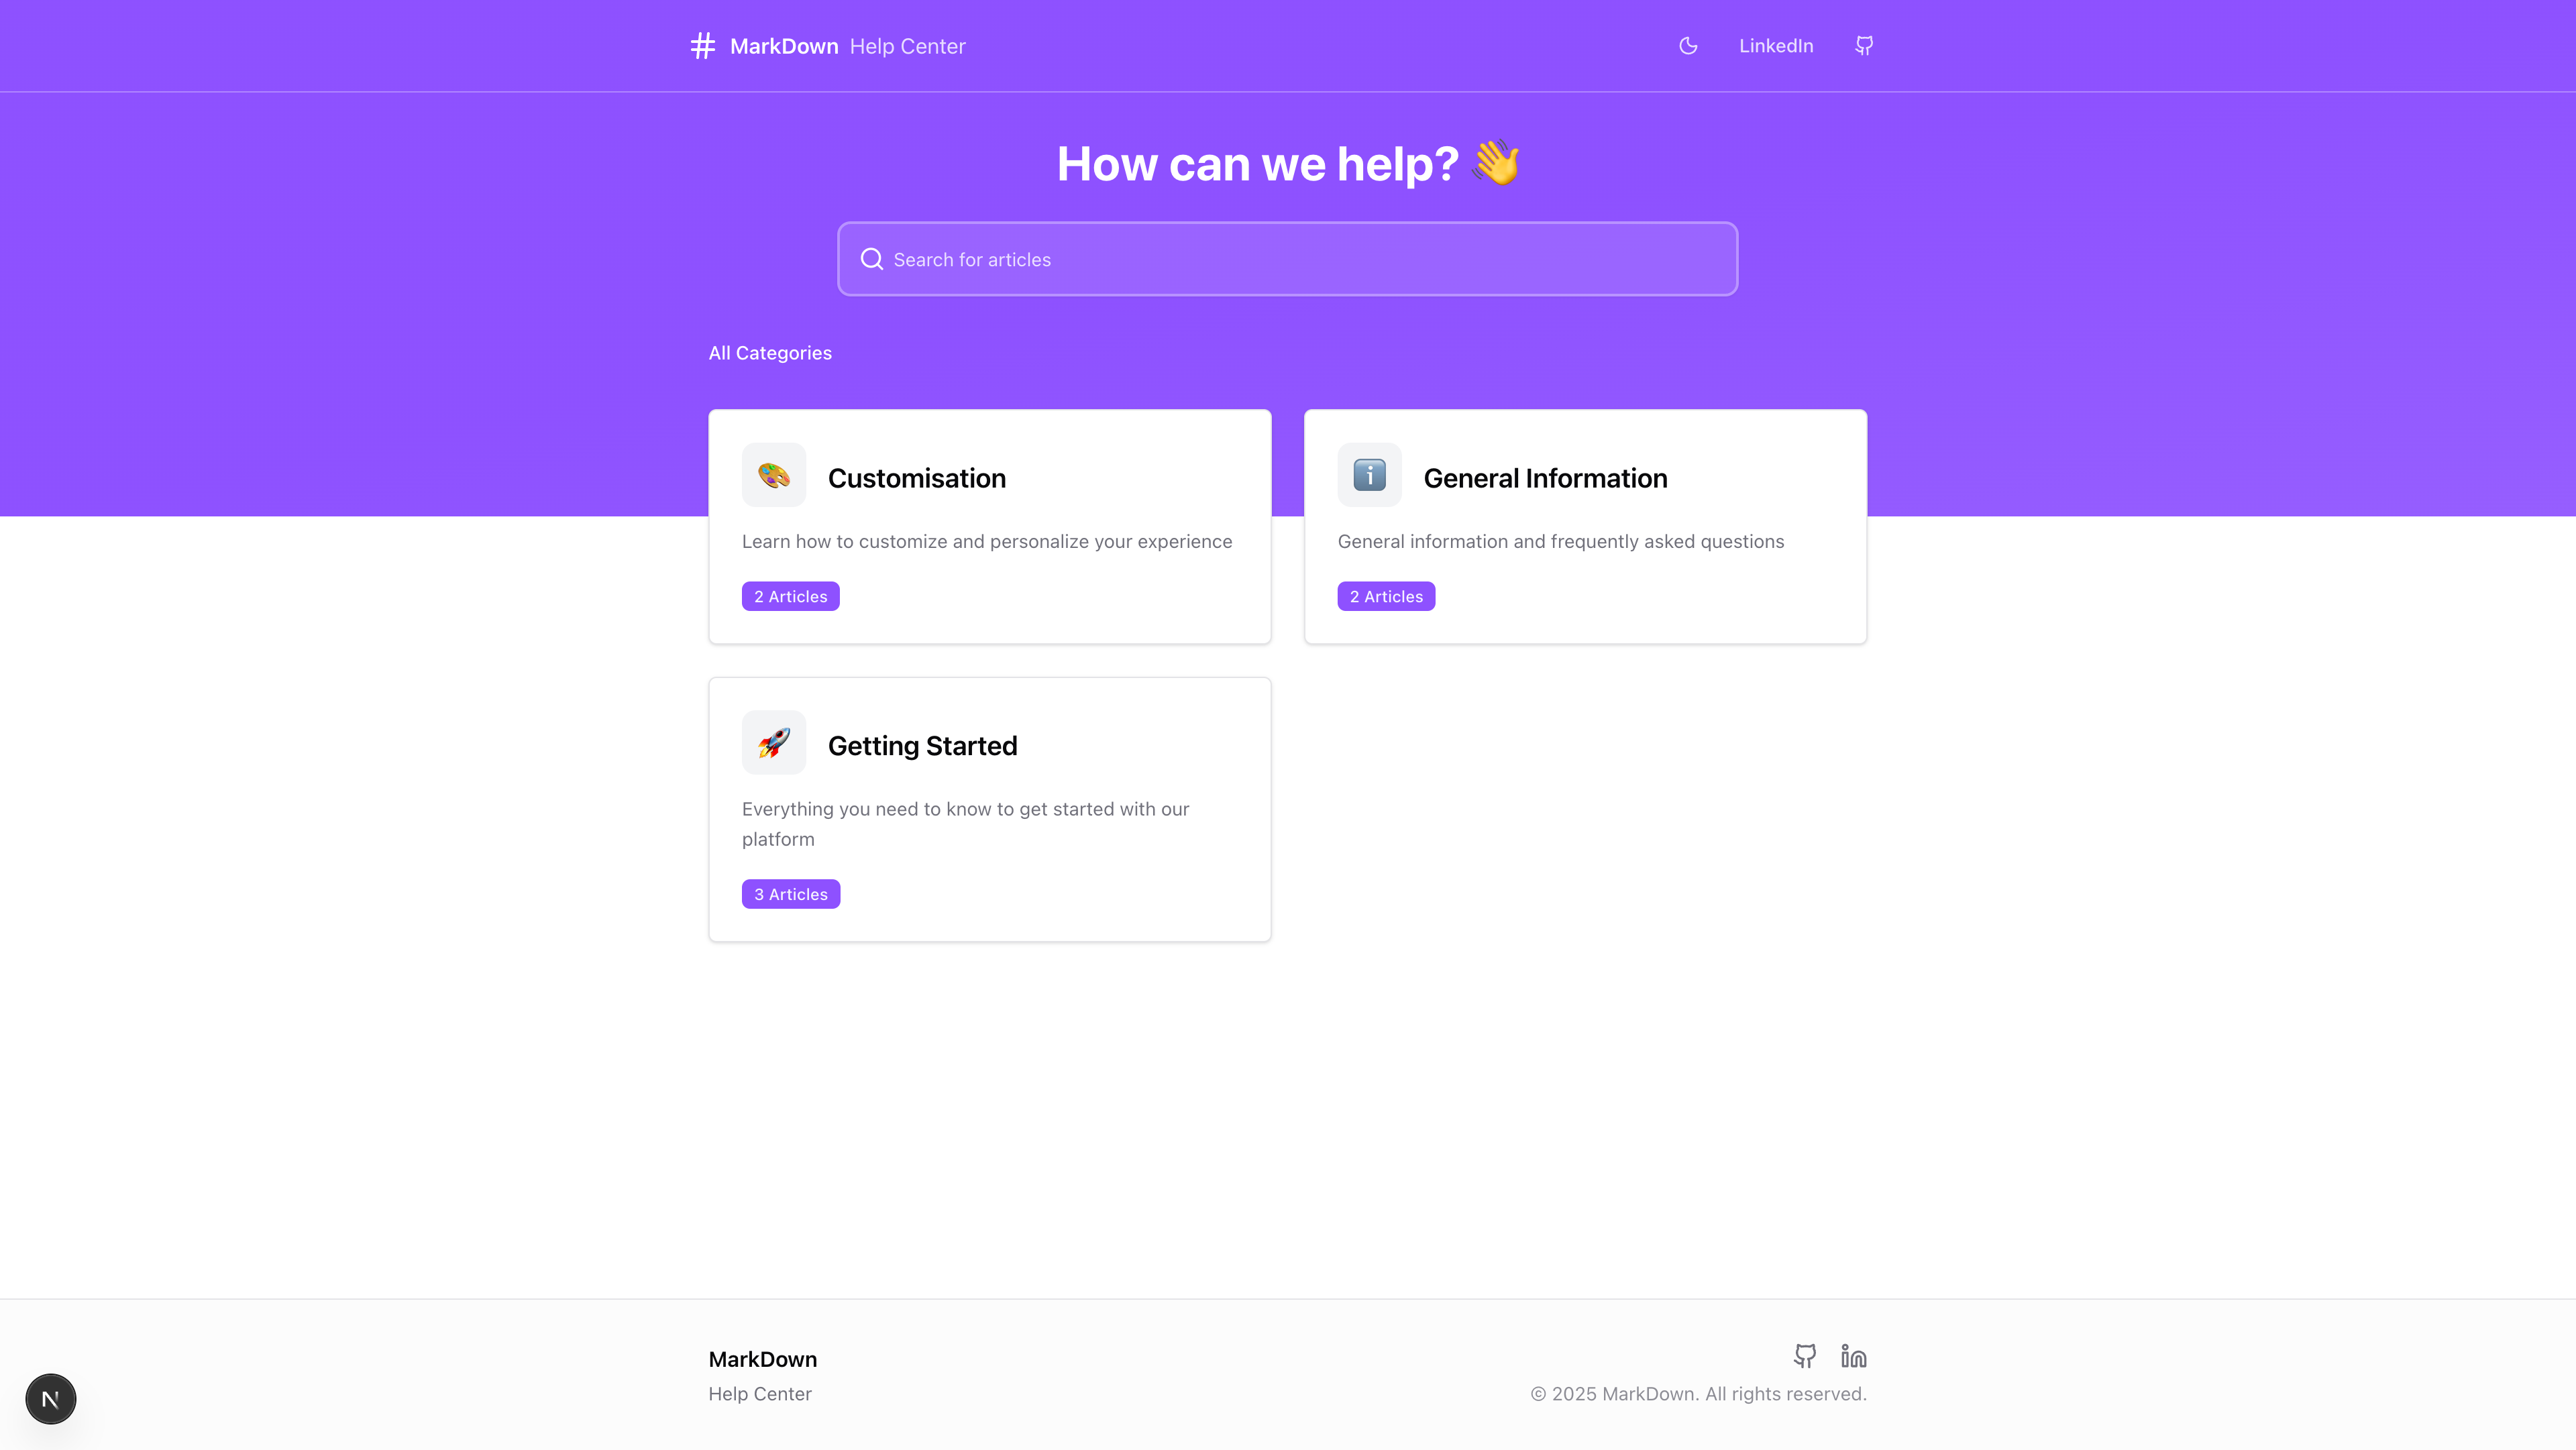 MarkDown Help Center
LinkedIn
How can we help? 👋
Search for articles
All Categories
Customisation
Learn how to customize and personalize your experience
2 Articles
General Information
General information and frequently asked questions
2 Articles
Getting Started
Everything you need to know to get started with our
platform
3 Articles
MarkDown
Help Center
© 2025 MarkDown. All rights reserved.
N